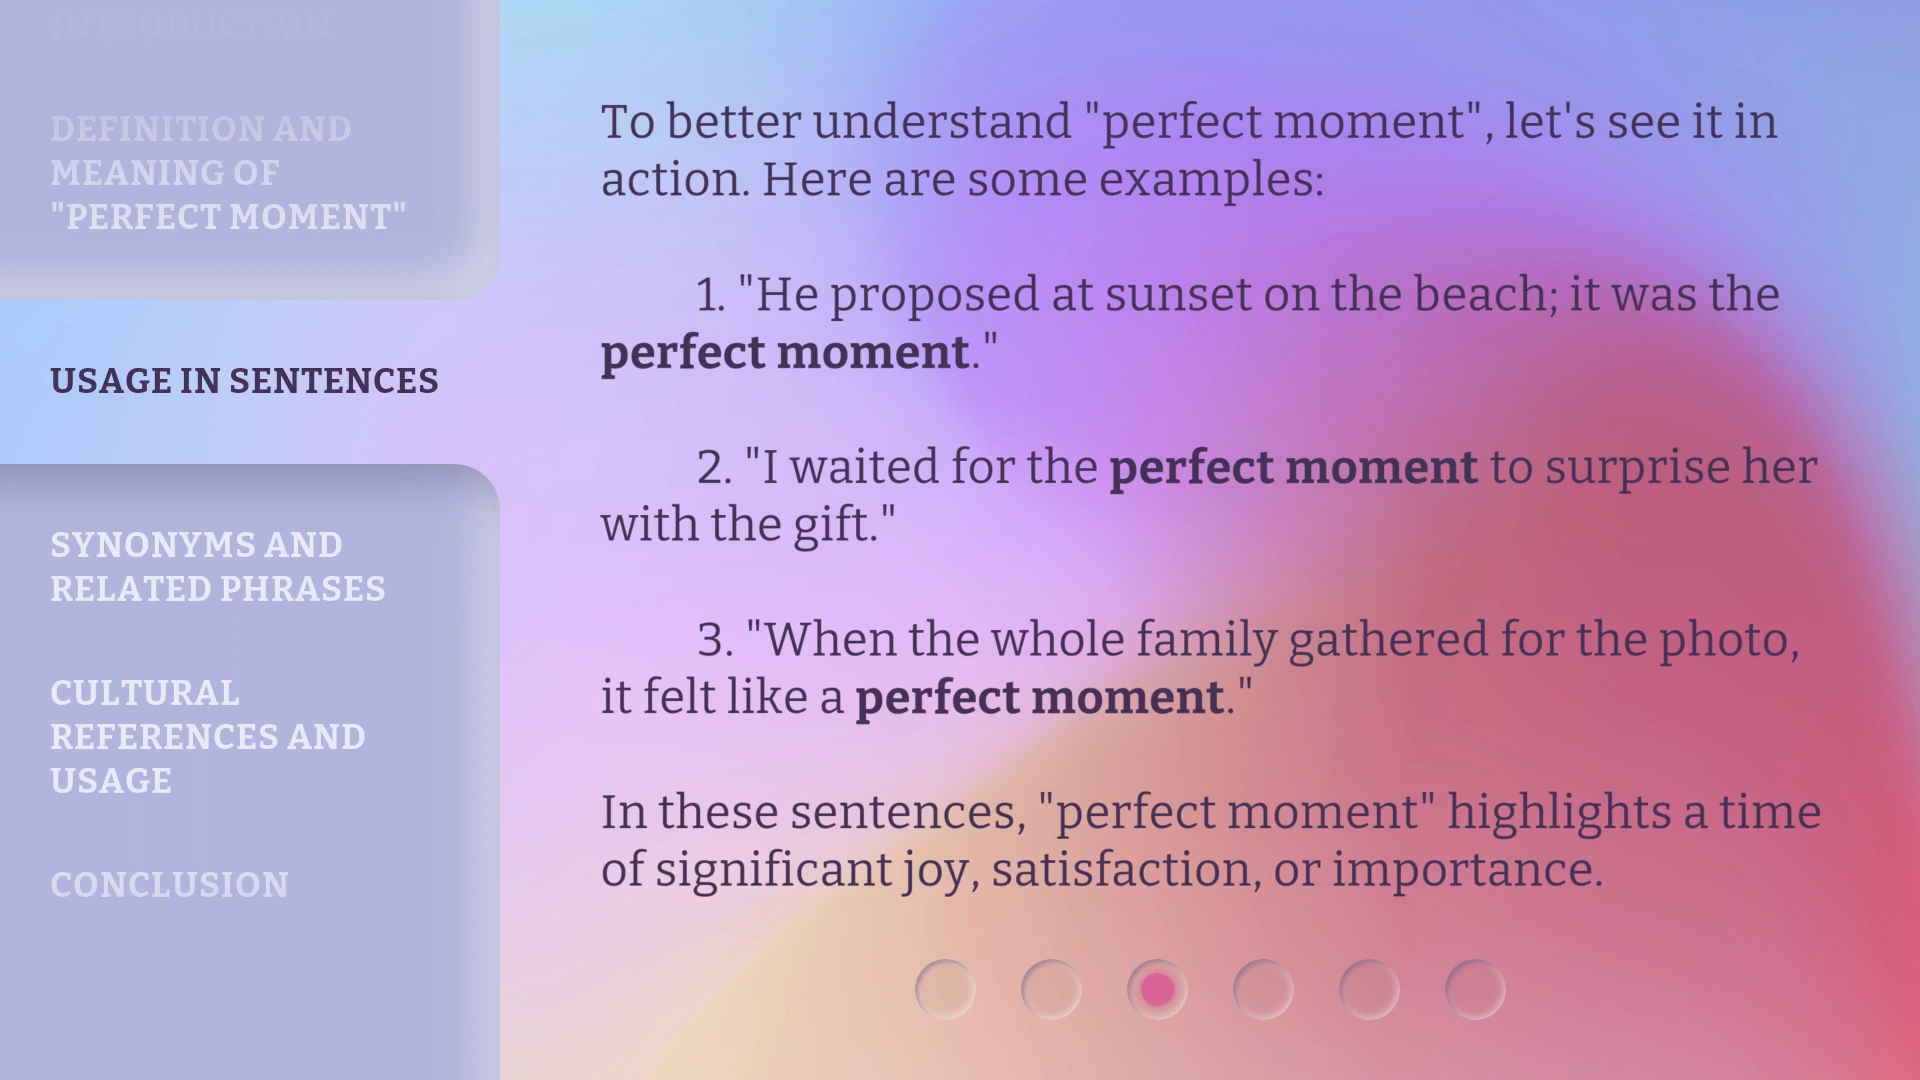 INTRODUCTION
DEFINITION AND
MEANING OF
"PERFECT MOMENT"
USAGE IN SENTENCES
SYNONYMS AND
RELATED PHRASES
CULTURAL
REFERENCES AND
USAGE
CONCLUSION
To better understand "perfect moment", let's see it in
action. Here are some examples:
1. "He proposed at sunset on the beach; it was the
perfect moment."
2. "I waited for the perfect moment to surprise her
with the gift."
3. "When the whole family gathered for the photo,
it felt like a perfect moment."
In these sentences, "perfect moment" highlights a time
of significant joy, satisfaction, or importance.